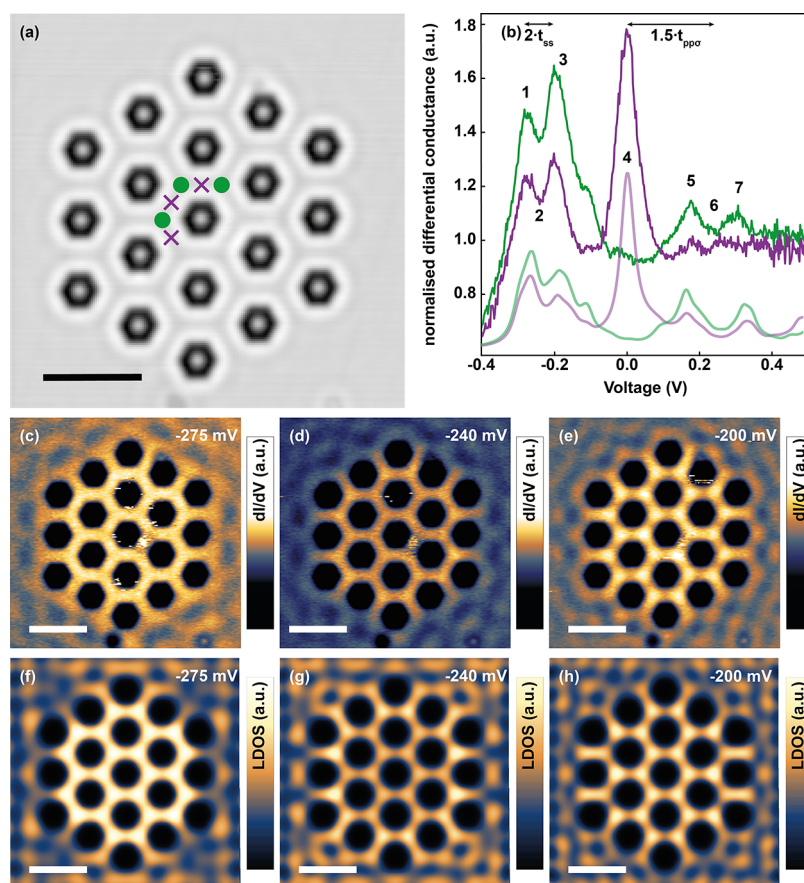 (a)
(b)
2·tss
1.5·tppσ
1.8
1.6
1.4
1.2
1.0
0.8
normalised differential conductance (a.u.)
1
2
3
4
5
6
7
-0.4
-0.2
0.0
0.2
0.4
Voltage (V)
(c)
-275 mV
dI/dV (a.u.)
(d)
-240 mV
dI/dV (a.u.)
(e)
-200 mV
dI/dV (a.u.)
(f)
-275 mV
LDOS (a.u.)
(g)
-240 mV
LDOS (a.u.)
(h)
-200 mV
LDOS (a.u.)